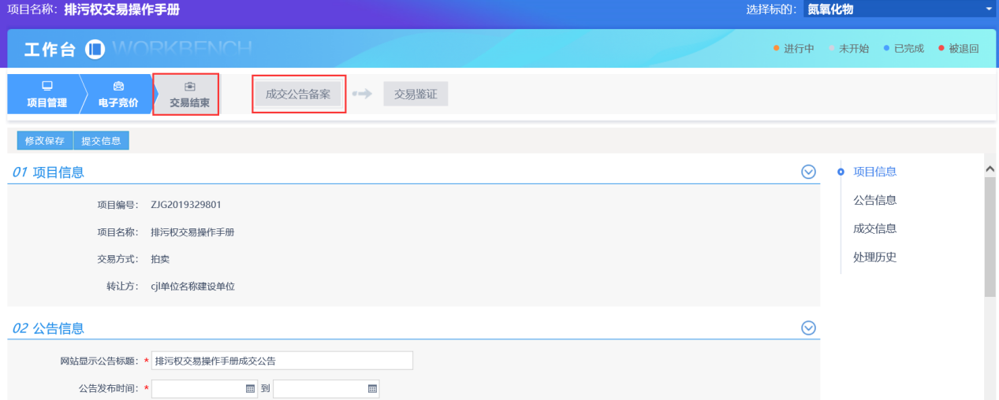 项目名称: 排污权交易操作手册
选择标的: 氮氧化物
工作台 WORKBENCH
进行中 未开始 已完成 被退回
项目管理 电子竞价 交易结束 成交公告备案 交易鉴证
修改保存 提交信息
01 项目信息
项目编号: ZJG2019329801
项目名称: 排污权交易操作手册
交易方式: 拍卖
转让方: cjl单位名称建设单位
02 公告信息
网站显示公告标题: * 排污权交易操作手册成交公告
公告发布时间: * 到
项目信息
公告信息
成交信息
处理历史